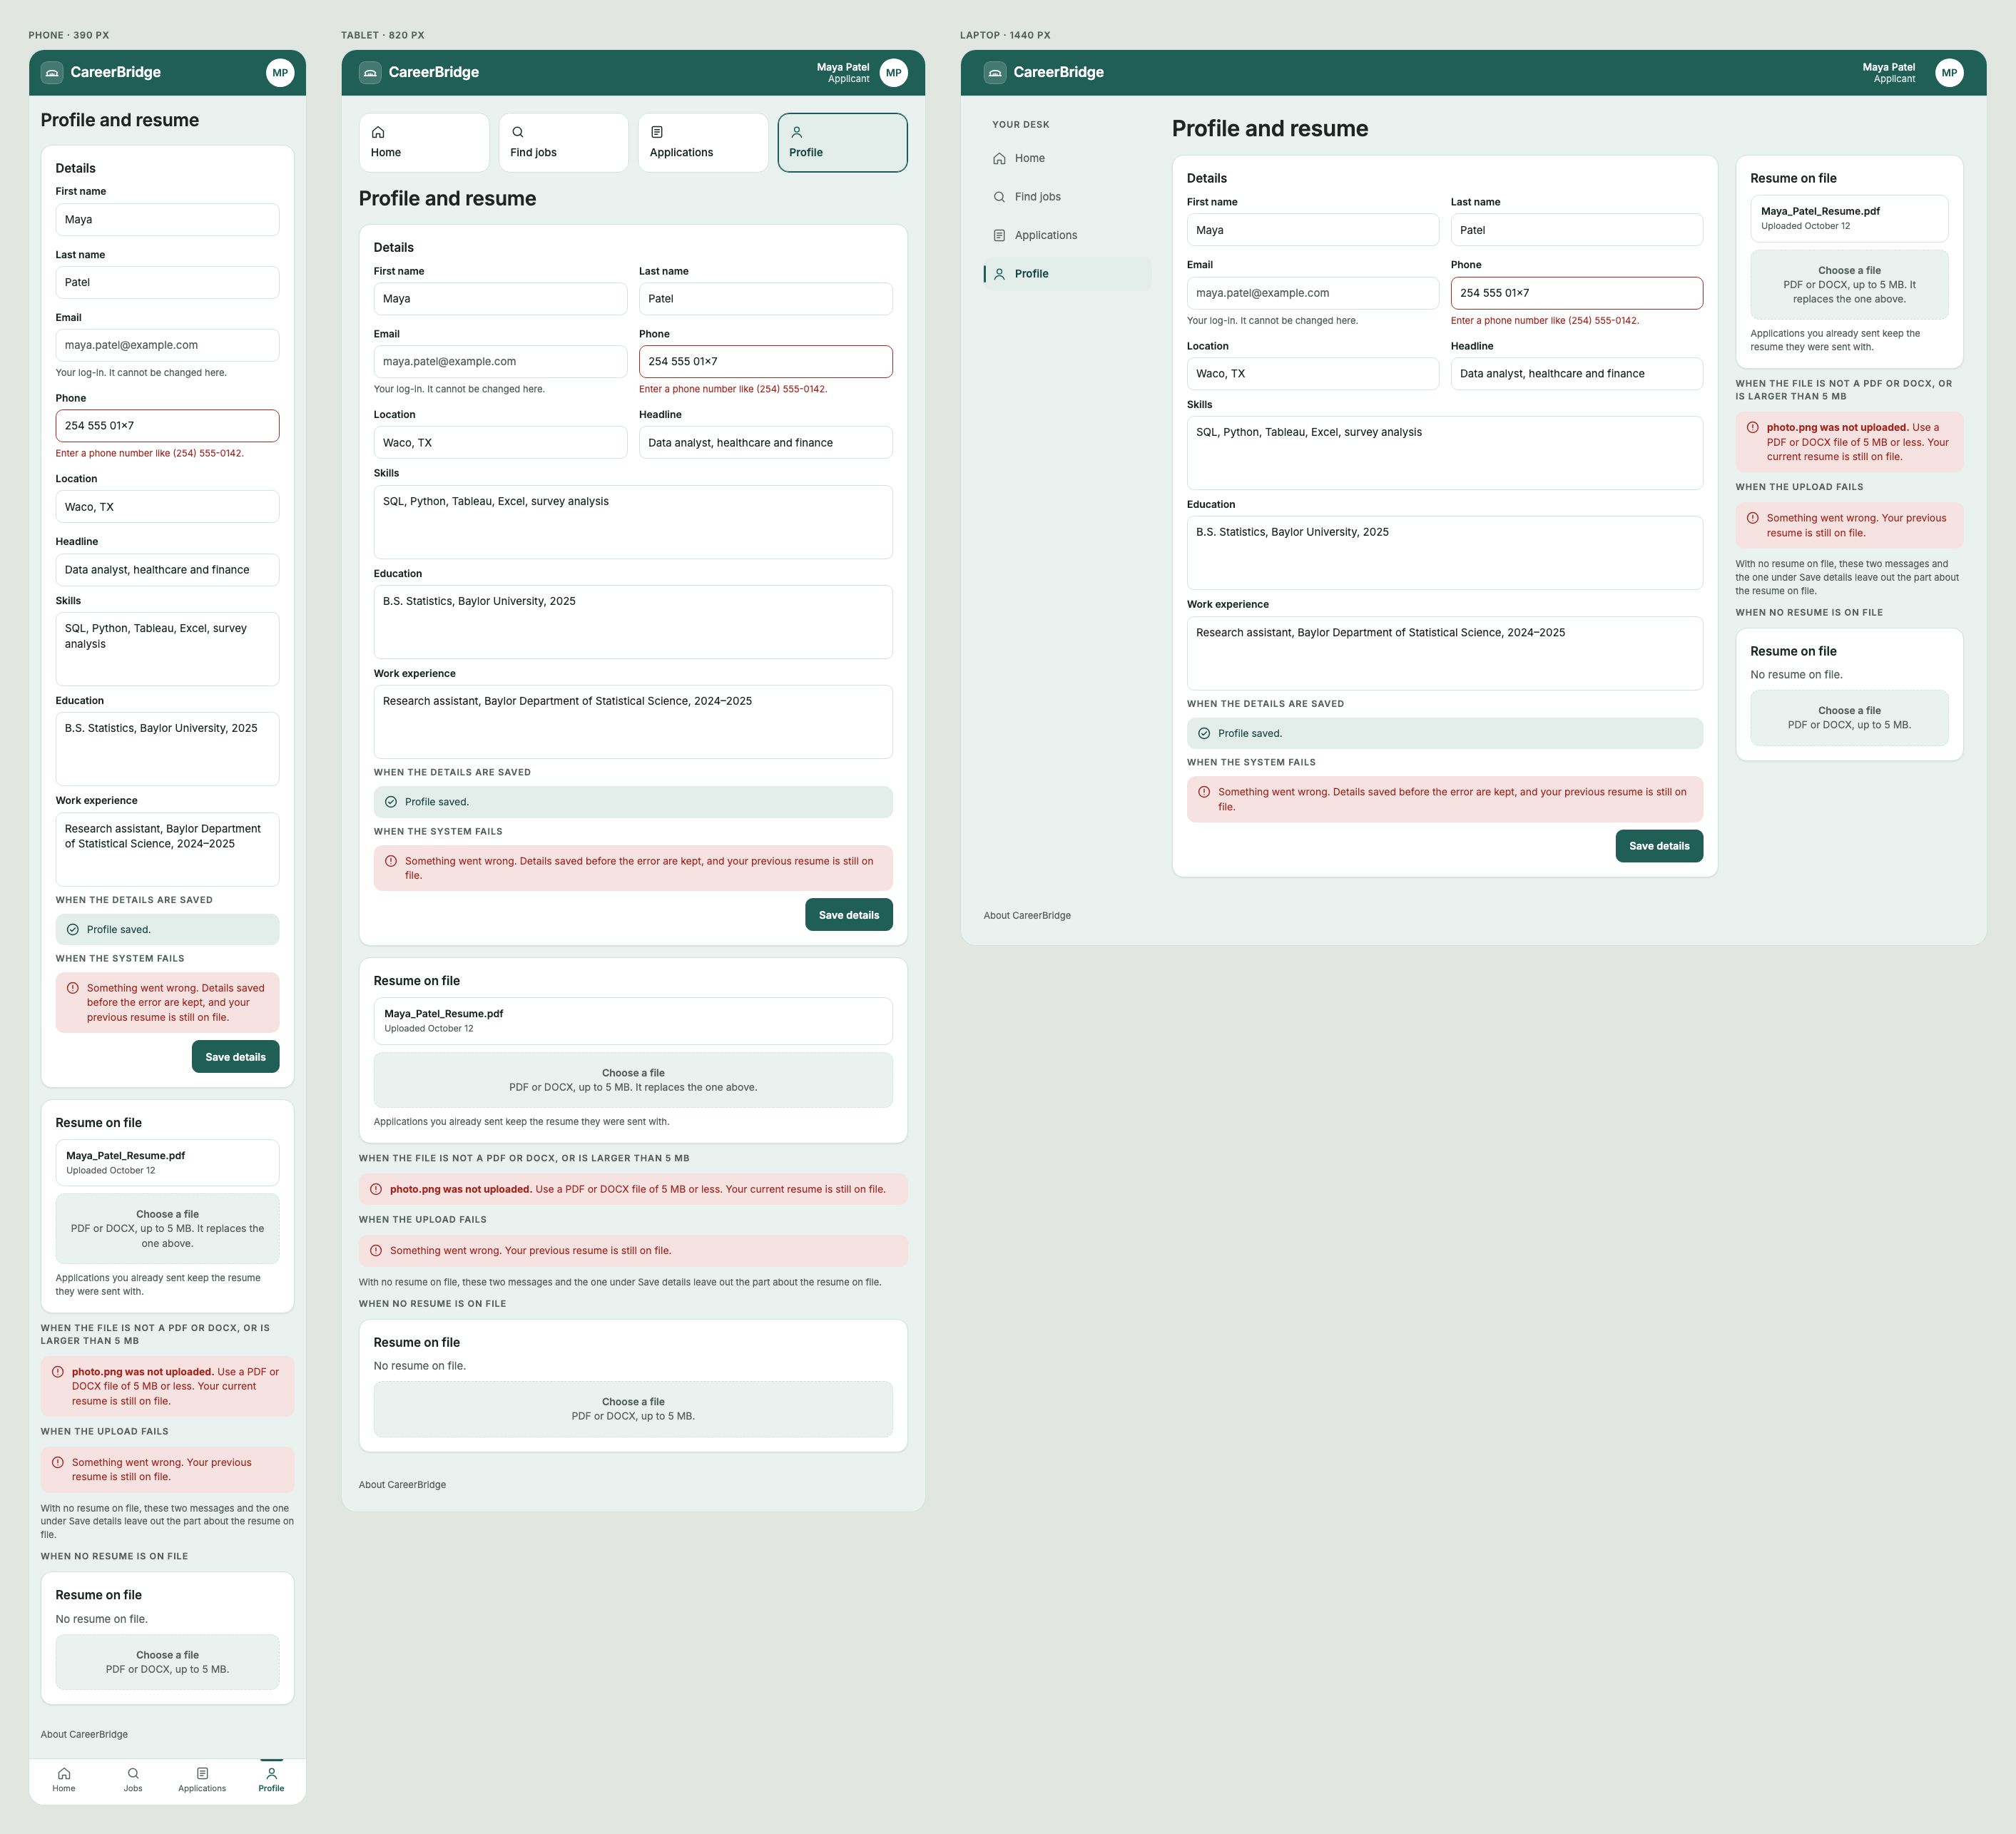 PHONE · 390 PX
CareerBridge
MP
Profile and resume
Details
First name
Maya
Last name
Patel
Email
maya.patel@example.com
Your log-in. It cannot be changed here.
Phone
254 555 01×7
Enter a phone number like (254) 555-0142.
Location
Waco, TX
Headline
Data analyst, healthcare and finance
Skills
SQL, Python, Tableau, Excel, survey
analysis
Education
B.S. Statistics, Baylor University, 2025
Work experience
Research assistant, Baylor Department
of Statistical Science, 2024–2025
WHEN THE DETAILS ARE SAVED
Profile saved.
WHEN THE SYSTEM FAILS
Something went wrong. Details saved
before the error are kept, and your
previous resume is still on file.
Save details
Resume on file
Maya_Patel_Resume.pdf
Uploaded October 12
Choose a file
PDF or DOCX, up to 5 MB. It replaces the
one above.
Applications you already sent keep the resume
they were sent with.
WHEN THE FILE IS NOT A PDF OR DOCX, OR IS
LARGER THAN 5 MB
photo.png was not uploaded. Use a PDF or
DOCX file of 5 MB or less. Your current
resume is still on file.
WHEN THE UPLOAD FAILS
Something went wrong. Your previous
resume is still on file.
With no resume on file, these two messages and the one
under Save details leave out the part about the resume on
file.
WHEN NO RESUME IS ON FILE
Resume on file
No resume on file.
Choose a file
PDF or DOCX, up to 5 MB.
About CareerBridge
Home
Jobs
Applications
Profile
TABLET · 820 PX
CareerBridge
Maya Patel
Applicant
MP
Home
Find jobs
Applications
Profile
Profile and resume
Details
First name
Last name
Maya
Patel
Email
Phone
maya.patel@example.com
254 555 01×7
Your log-in. It cannot be changed here.
Enter a phone number like (254) 555-0142.
Location
Headline
Waco, TX
Data analyst, healthcare and finance
Skills
SQL, Python, Tableau, Excel, survey analysis
Education
B.S. Statistics, Baylor University, 2025
Work experience
Research assistant, Baylor Department of Statistical Science, 2024–2025
WHEN THE DETAILS ARE SAVED
Profile saved.
WHEN THE SYSTEM FAILS
Something went wrong. Details saved before the error are kept, and your previous resume is still on
file.
Save details
Resume on file
Maya_Patel_Resume.pdf
Uploaded October 12
Choose a file
PDF or DOCX, up to 5 MB. It replaces the one above.
Applications you already sent keep the resume they were sent with.
WHEN THE FILE IS NOT A PDF OR DOCX, OR IS LARGER THAN 5 MB
photo.png was not uploaded. Use a PDF or DOCX file of 5 MB or less. Your current resume is still on file.
WHEN THE UPLOAD FAILS
Something went wrong. Your previous resume is still on file.
With no resume on file, these two messages and the one under Save details leave out the part about the resume on file.
WHEN NO RESUME IS ON FILE
Resume on file
No resume on file.
Choose a file
PDF or DOCX, up to 5 MB.
About CareerBridge
LAPTOP · 1440 PX
CareerBridge
Maya Patel
Applicant
MP
YOUR DESK
Home
Find jobs
Applications
Profile
Profile and resume
Details
First name
Last name
Maya
Patel
Email
Phone
maya.patel@example.com
254 555 01×7
Your log-in. It cannot be changed here.
Enter a phone number like (254) 555-0142.
Location
Headline
Waco, TX
Data analyst, healthcare and finance
Skills
SQL, Python, Tableau, Excel, survey analysis
Education
B.S. Statistics, Baylor University, 2025
Work experience
Research assistant, Baylor Department of Statistical Science, 2024–2025
WHEN THE DETAILS ARE SAVED
Profile saved.
WHEN THE SYSTEM FAILS
Something went wrong. Details saved before the error are kept, and your previous resume is still on
file.
Save details
Resume on file
Maya_Patel_Resume.pdf
Uploaded October 12
Choose a file
PDF or DOCX, up to 5 MB. It
replaces the one above.
Applications you already sent keep the
resume they were sent with.
WHEN THE FILE IS NOT A PDF OR DOCX, OR
IS LARGER THAN 5 MB
photo.png was not uploaded. Use a
PDF or DOCX file of 5 MB or less. Your
current resume is still on file.
WHEN THE UPLOAD FAILS
Something went wrong. Your previous
resume is still on file.
With no resume on file, these two messages and
the one under Save details leave out the part about
the resume on file.
WHEN NO RESUME IS ON FILE
Resume on file
No resume on file.
Choose a file
PDF or DOCX, up to 5 MB.
About CareerBridge